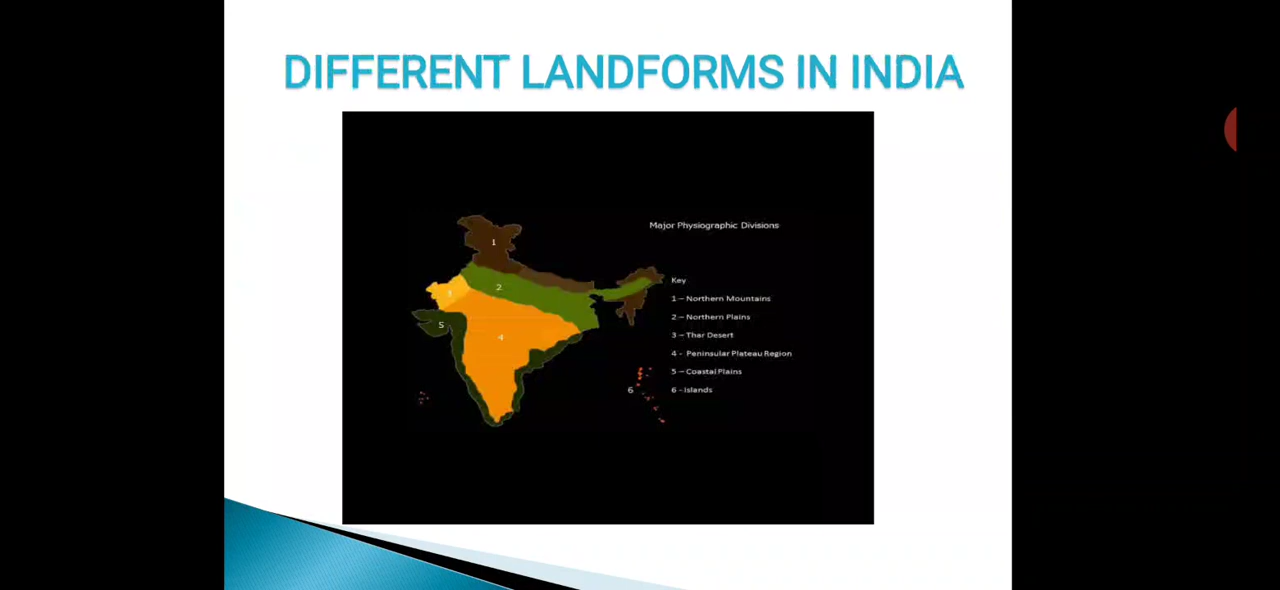 DIFFERENT LANDFORMS IN INDIA
Major Physiographic Divisions
1
Key
2
3
1 – Northern Mountains
2 – Northern Plains
5
3 – Thar Desert
4
4 - Peninsular Plateau Region
5 – Coastal Plains
6
6 - Islands